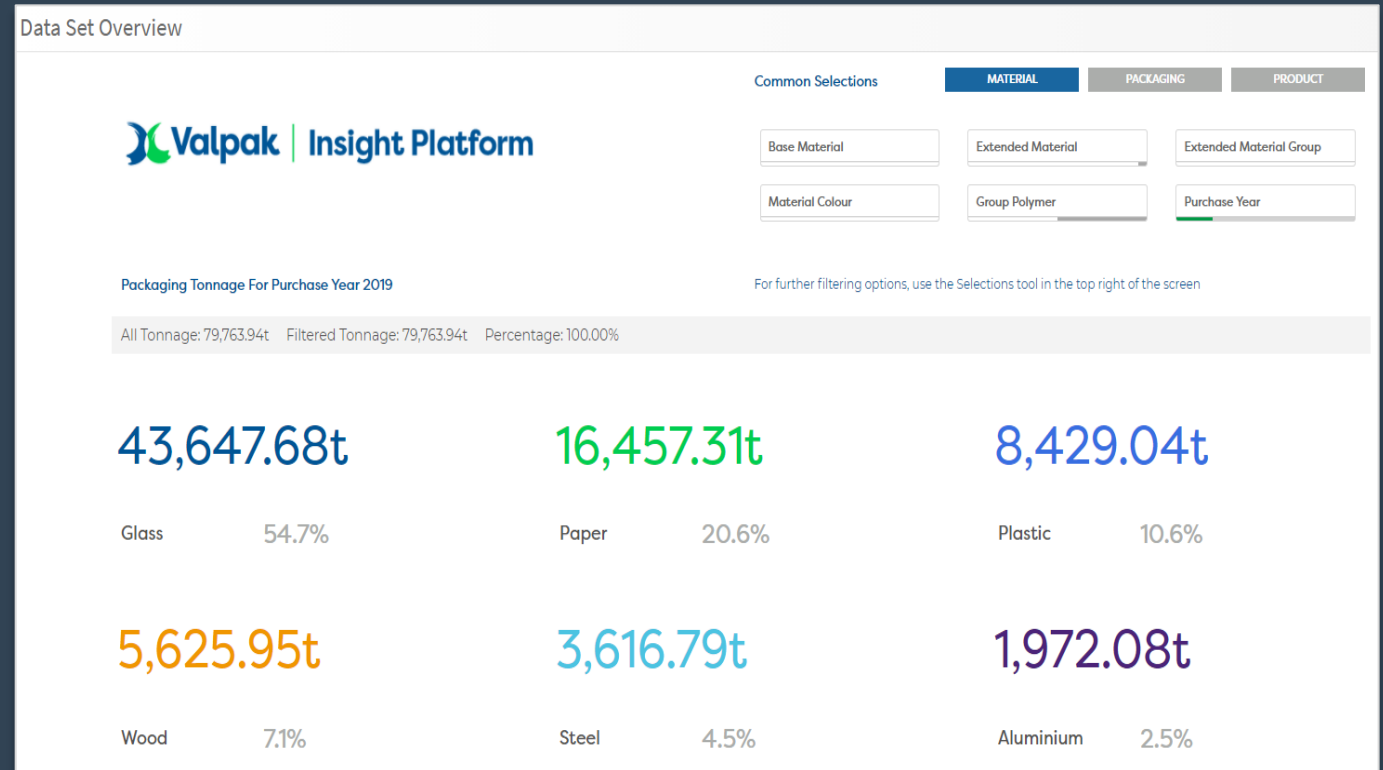 Data Set Overview
Common Selections
MATERIAL
PACKAGING
PRODUCT
Valpak | Insight Platform
Base Material
Extended Material
Extended Material Group
Material Colour
Group Polymer
Purchase Year
Packaging Tonnage For Purchase Year 2019
For further filtering options, use the Selections tool in the top right of the screen
All Tonnage: 79,763.94t Filtered Tonnage: 79,763.94t Percentage: 100.00%
43,647.68t
Glass 54.7%
16,457.31t
Paper 20.6%
8,429.04t
Plastic 10.6%
5,625.95t
Wood 7.1%
3,616.79t
Steel 4.5%
1,972.08t
Aluminium 2.5%